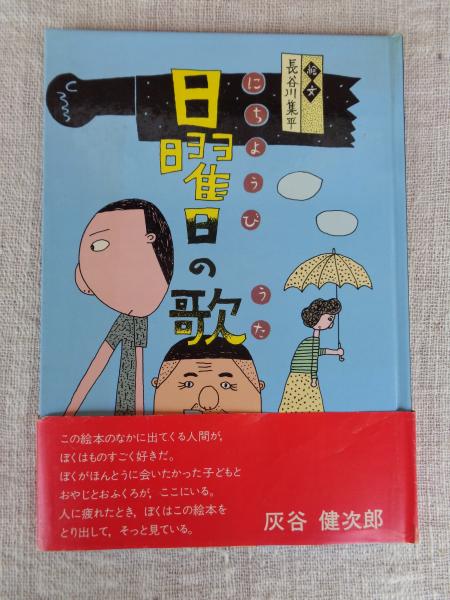 絵・文
長谷川集平
日曜日の歌
にちようび
うた
この絵本のなかに出てくる人間が，
ぼくはものすごく好きだ。
ぼくがほんとうに会いたかった子どもと
おやじとおふくろが，ここにいる。
人に疲れたとき，ぼくはこの絵本を
とり出して，そっと見ている。
灰谷 健次郎